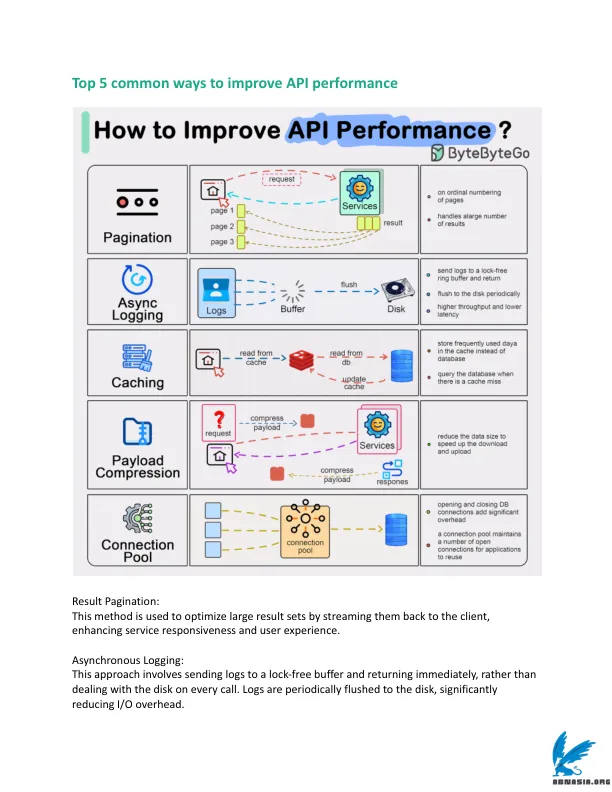 Top 5 common ways to improve API performance
How to Improve API Performance ?
ByteByteGo
Pagination
request
Services
page 1
page 2
page 3
result
on ordinal numbering
of pages
handles alarge number
of results
Async
Logging
Logs
Buffer
flush
Disk
send logs to a lock-free
ring buffer and return
flush to the disk periodically
higher throughput and lower
latency
Caching
read from
cache
read from
db
update
cache
store frequently used daya
in the cache instead of
database
query the database when
there is a cache miss
Payload
Compression
request
compress
payload
Services
compress
payload
respones
reduce the data size to
speed up the download
and upload
Connection
Pool
connection
pool
opening and closing DB
connections add significant
overhead
a connection pool maintains
a number of open
connections for applications
to reuse
Result Pagination:
This method is used to optimize large result sets by streaming them back to the client,
enhancing service responsiveness and user experience.
Asynchronous Logging:
This approach involves sending logs to a lock-free buffer and returning immediately, rather than
dealing with the disk on every call. Logs are periodically flushed to the disk, significantly
reducing I/O overhead.
ABNASIA.ORG